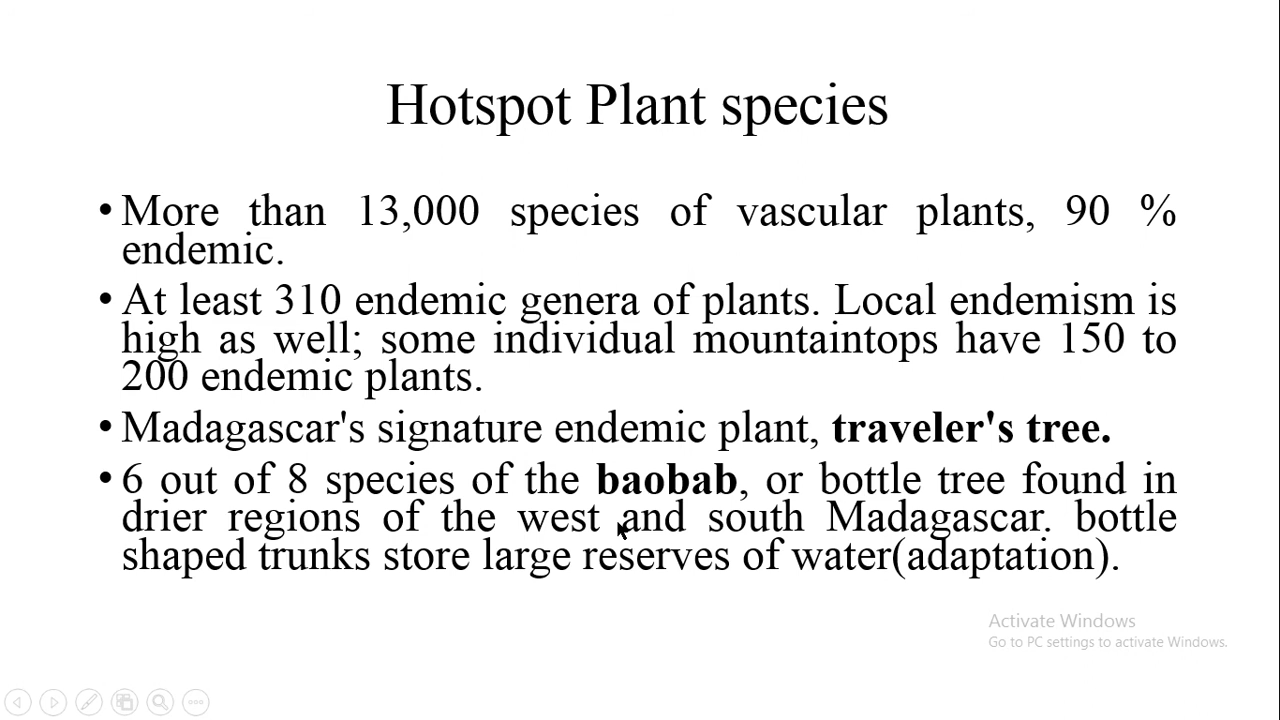 Hotspot Plant species
•More than 13,000 species of vascular plants, 90 %
endemic.
•At least 310 endemic genera of plants. Local endemism is
high as well; some individual mountaintops have 150 to
200 endemic plants.
•Madagascar's signature endemic plant, traveler's tree.
•6 out of 8 species of the baobab, or bottle tree found in
drier regions of the west and south Madagascar. bottle
shaped trunks store large reserves of water(adaptation).
Activate Windows
Go to PC settings to activate Windows.